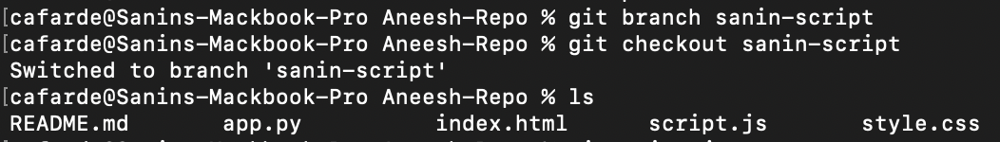 [cafarde@Sanins-Mackbook-Pro Aneesh-Repo % git branch sanin-script
[cafarde@Sanins-Mackbook-Pro Aneesh-Repo % git checkout sanin-script
Switched to branch 'sanin-script'
[cafarde@Sanins-Mackbook-Pro Aneesh-Repo % ls
README.md app.py index.html script.js style.css